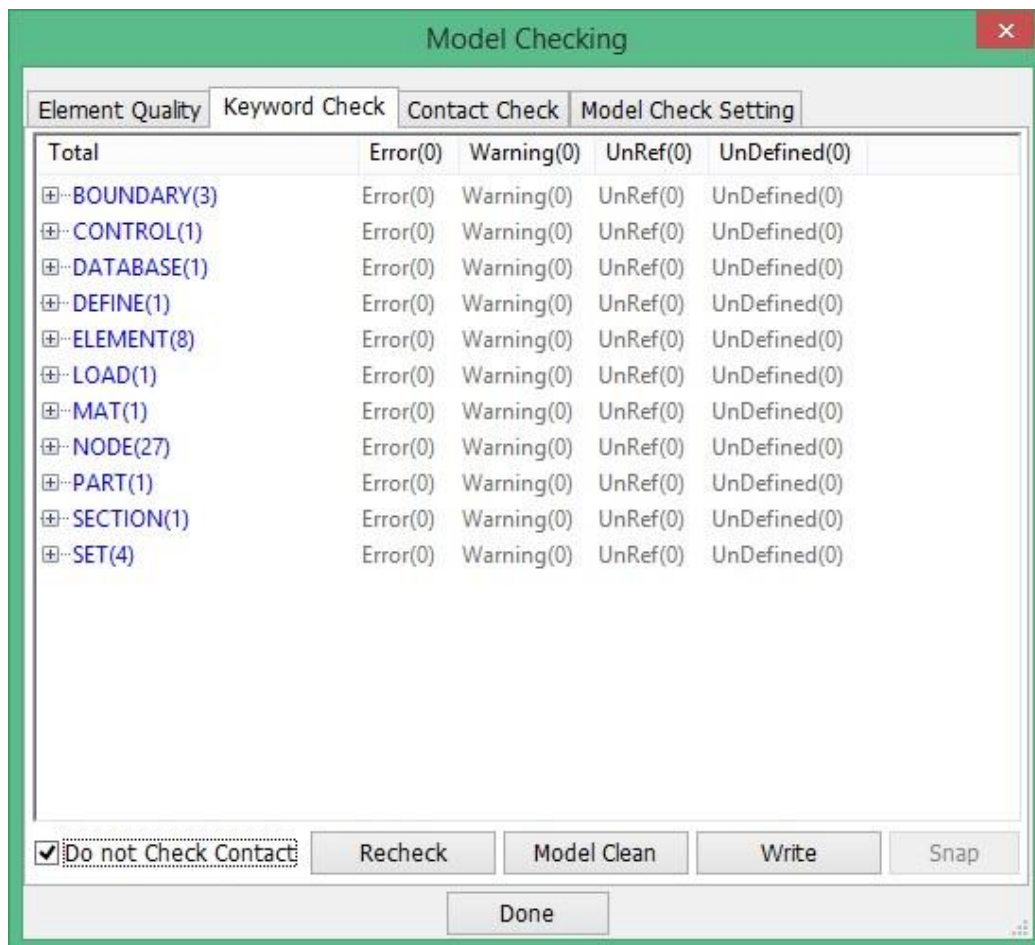 Model Checking
Element Quality Keyword Check Contact Check Model Check Setting
Total Error(0) Warning(0) UnRef(0) UnDefined(0)
BOUNDARY(3) Error(0) Warning(0) UnRef(0) UnDefined(0)
CONTROL(1) Error(0) Warning(0) UnRef(0) UnDefined(0)
DATABASE(1) Error(0) Warning(0) UnRef(0) UnDefined(0)
DEFINE(1) Error(0) Warning(0) UnRef(0) UnDefined(0)
ELEMENT(8) Error(0) Warning(0) UnRef(0) UnDefined(0)
LOAD(1) Error(0) Warning(0) UnRef(0) UnDefined(0)
MAT(1) Error(0) Warning(0) UnRef(0) UnDefined(0)
NODE(27) Error(0) Warning(0) UnRef(0) UnDefined(0)
PART(1) Error(0) Warning(0) UnRef(0) UnDefined(0)
SECTION(1) Error(0) Warning(0) UnRef(0) UnDefined(0)
SET(4) Error(0) Warning(0) UnRef(0) UnDefined(0)
Do not Check Contact Recheck Model Clean Write Snap
Done